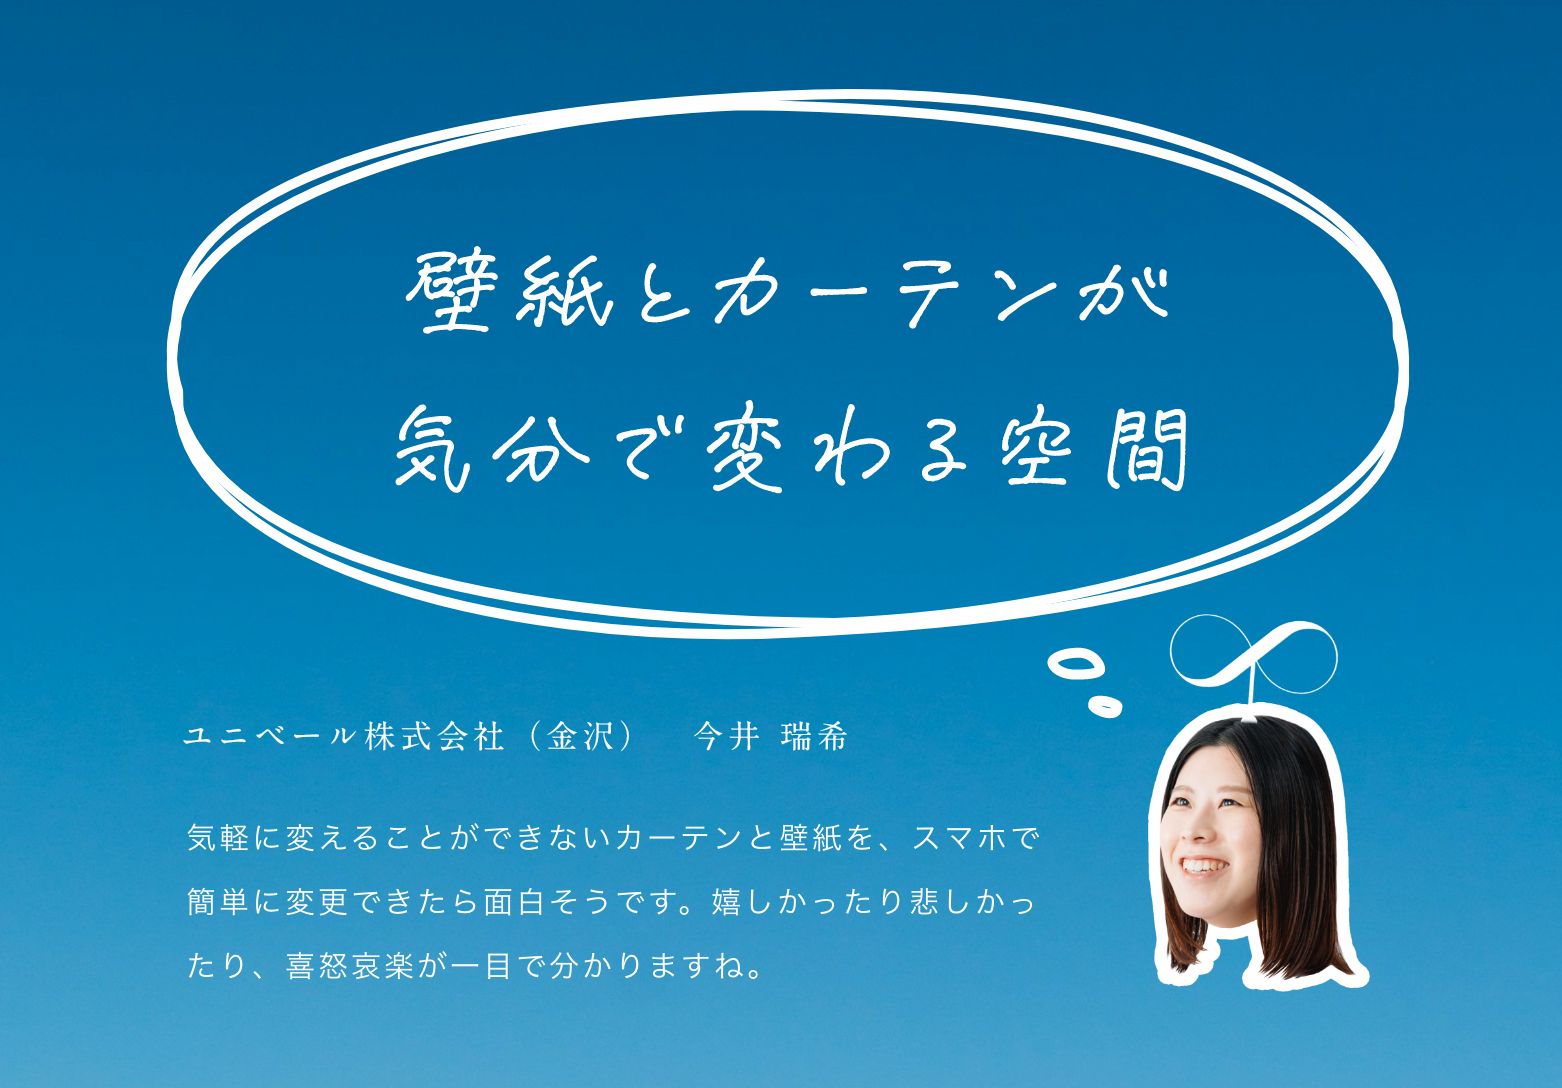 壁紙とカーテンが
気分で変わる空間
ユニベール株式会社（金沢）　今井 瑞希
気軽に変えることができないカーテンと壁紙を、スマホで
簡単に変更できたら面白そうです。嬉しかったり悲しかっ
たり、喜怒哀楽が一目で分かりますね。